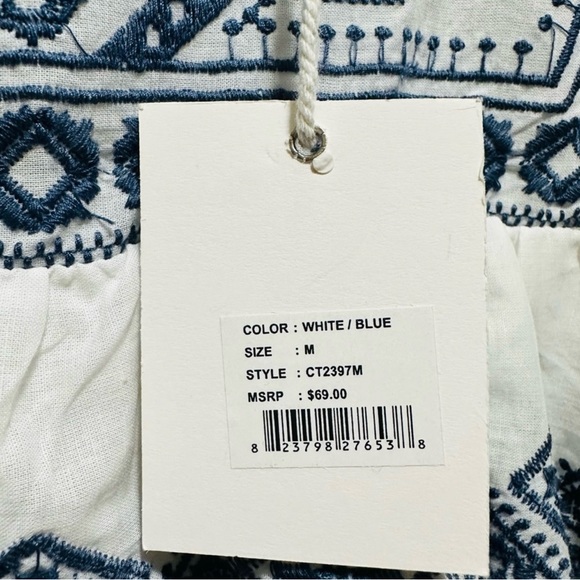 COLOR : WHITE / BLUE
SIZE : M
STYLE : CT2397M
MSRP : $69.00
8 23798 27653 8